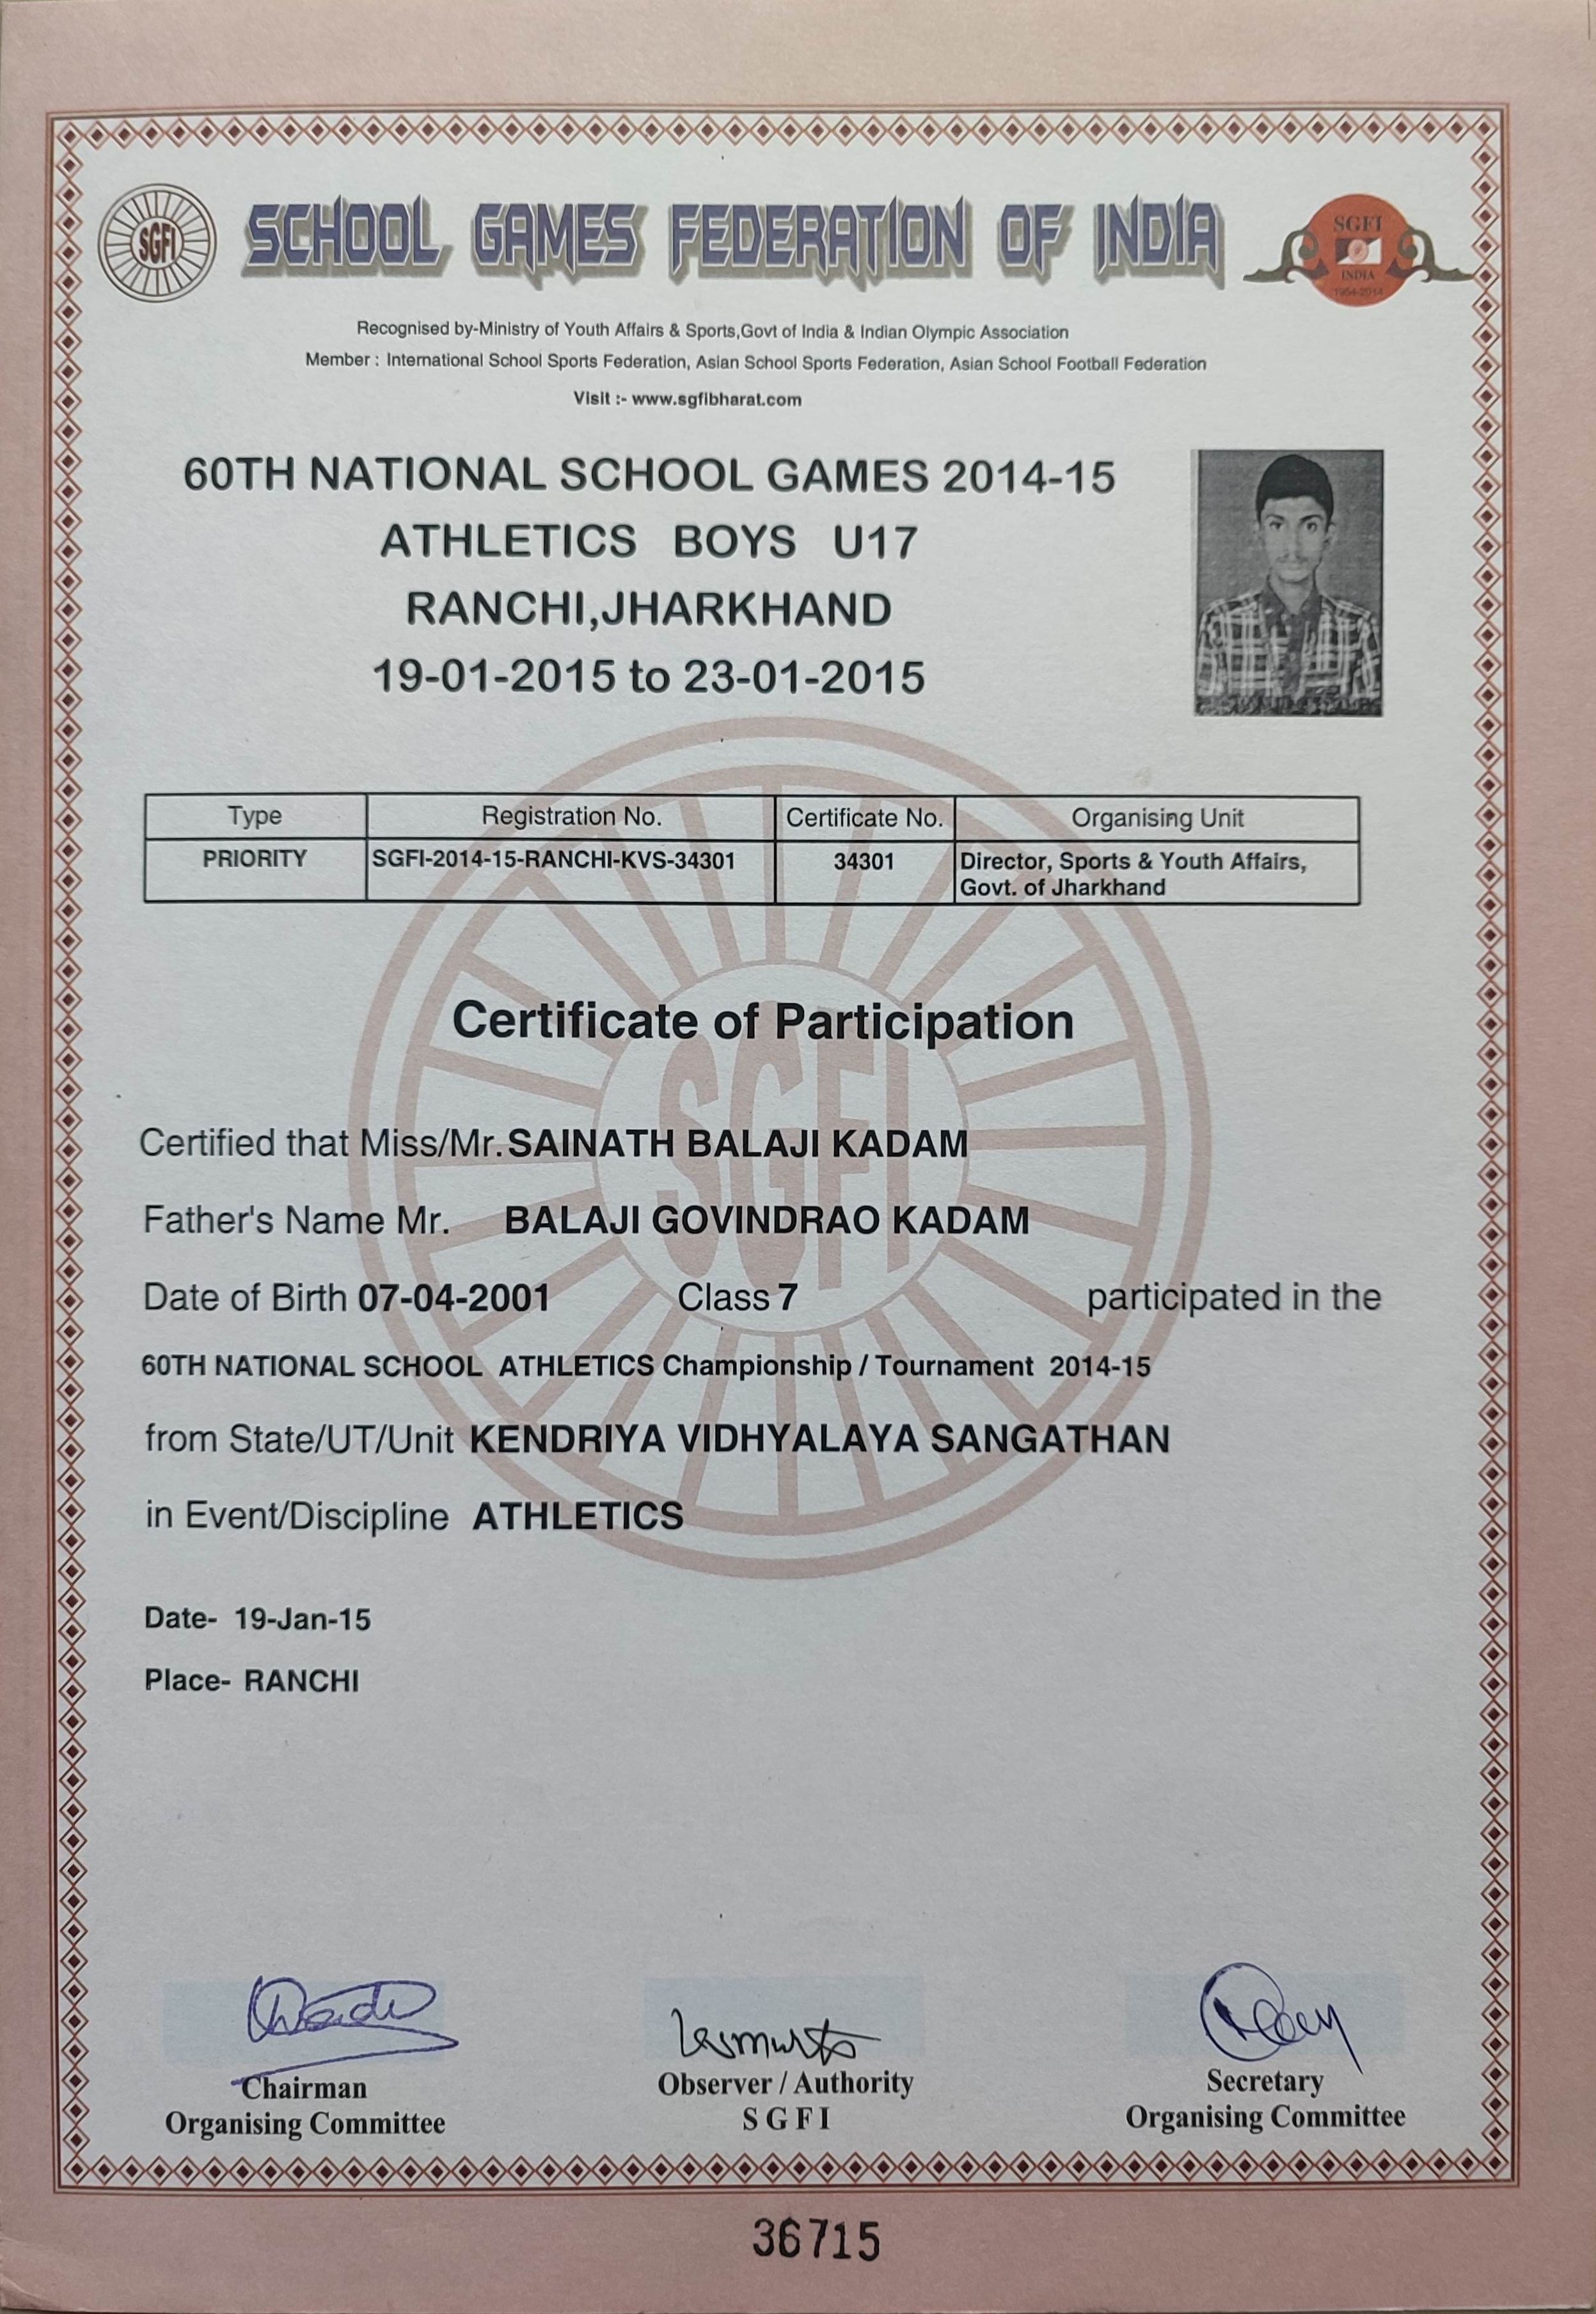 SGFI
SCHOOL GAMES FEDERATION OF INDIA
SGFI
INDIA
1954-2014
Recognised by-Ministry of Youth Affairs & Sports,Govt of India & Indian Olympic Association
Member : International School Sports Federation, Asian School Sports Federation, Asian School Football Federation
Visit :- www.sgfibharat.com
60TH NATIONAL SCHOOL GAMES 2014-15
ATHLETICS BOYS U17
RANCHI,JHARKHAND
19-01-2015 to 23-01-2015
Type Registration No. Certificate No. Organising Unit
PRIORITY SGFI-2014-15-RANCHI-KVS-34301 34301 Director, Sports & Youth Affairs,
Govt. of Jharkhand
SGFI
Certificate of Participation
Certified that Miss/Mr. SAINATH BALAJI KADAM
Father's Name Mr. BALAJI GOVINDRAO KADAM
Date of Birth 07-04-2001 Class 7 participated in the
60TH NATIONAL SCHOOL ATHLETICS Championship / Tournament 2014-15
from State/UT/Unit KENDRIYA VIDHYALAYA SANGATHAN
in Event/Discipline ATHLETICS
Date- 19-Jan-15
Place- RANCHI
Chairman
Organising Committee
Observer / Authority
S G F I
Secretary
Organising Committee
36715